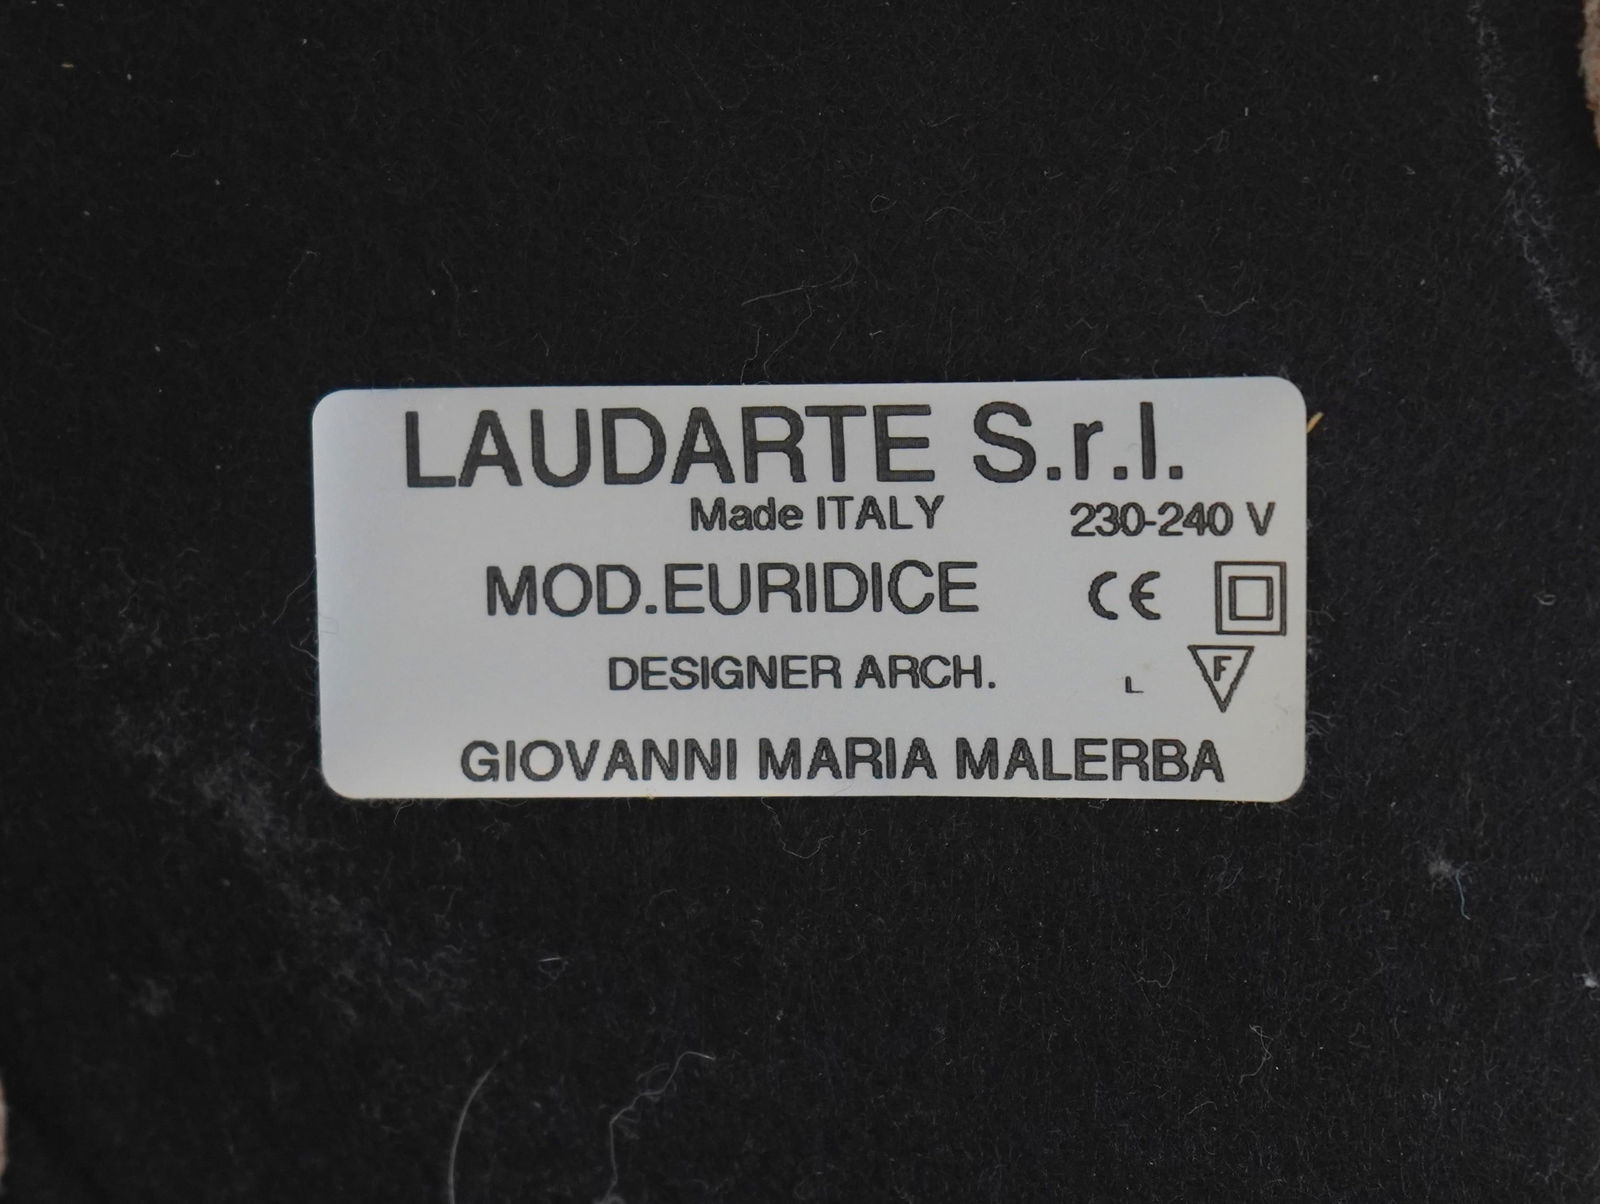 LAUDARTE S.r.l.
Made ITALY 230-240 V
MOD.EURIDICE CE
DESIGNER ARCH. L F
GIOVANNI MARIA MALERBA